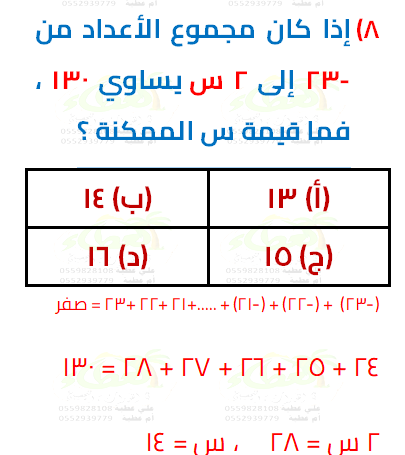 ٨) إذا كان مجموع الأعداد من
-٢٣ إلى ٢ س يساوي ١٣٠ ،
فما قيمة س الممكنة ؟
(أ) ١٣ (ب) ١٤
(ج) ١٥ (د) ١٦
(-٢٣) + (-٢٢) + (-٢١) + .....+٢١ +٢٢ +٢٣ = صفر
٢٤ + ٢٥ + ٢٦ + ٢٧ + ٢٨ = ١٣٠
٢ س = ٢٨ ، س = ١٤